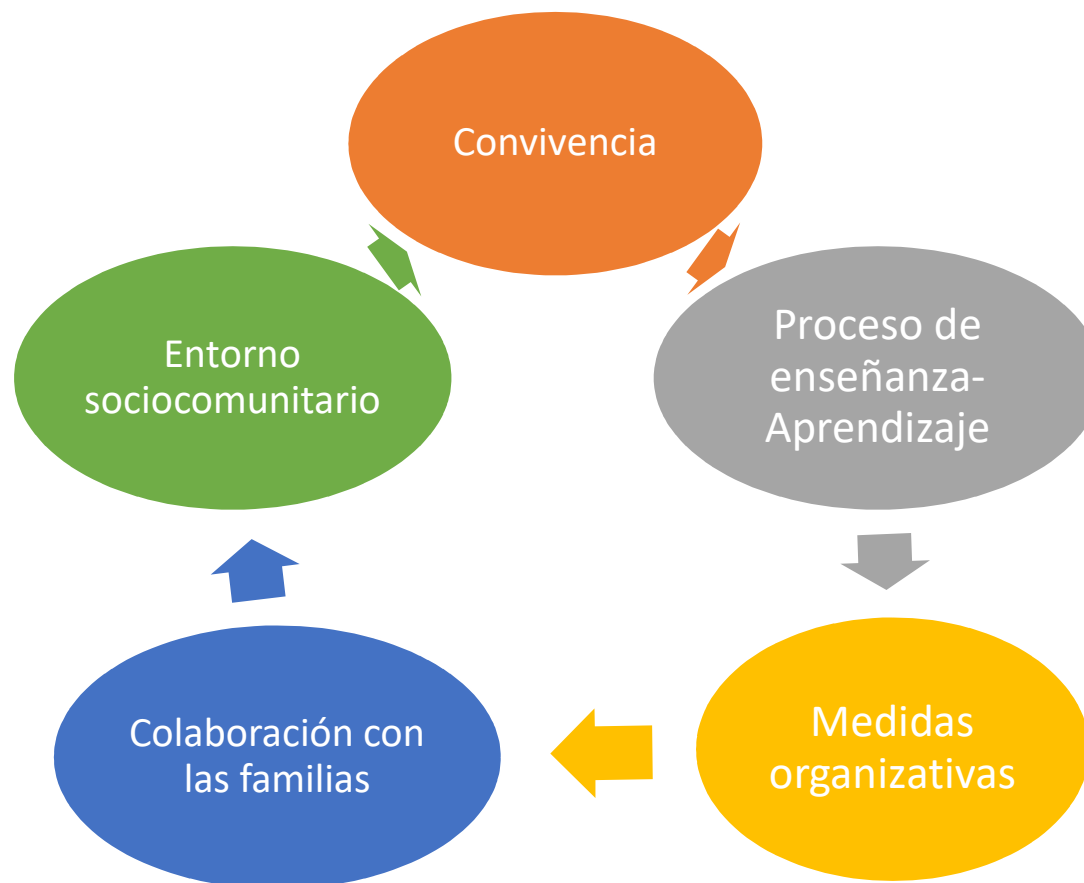 Convivencia
Proceso de
enseñanza-
Aprendizaje
Medidas
organizativas
Colaboración con
las familias
Entorno
sociocomunitario